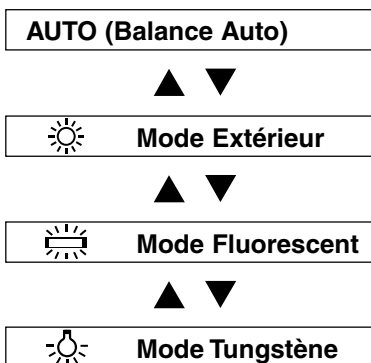 AUTO (Balance Auto)
Mode Extérieur
Mode Fluorescent
Mode Tungstène